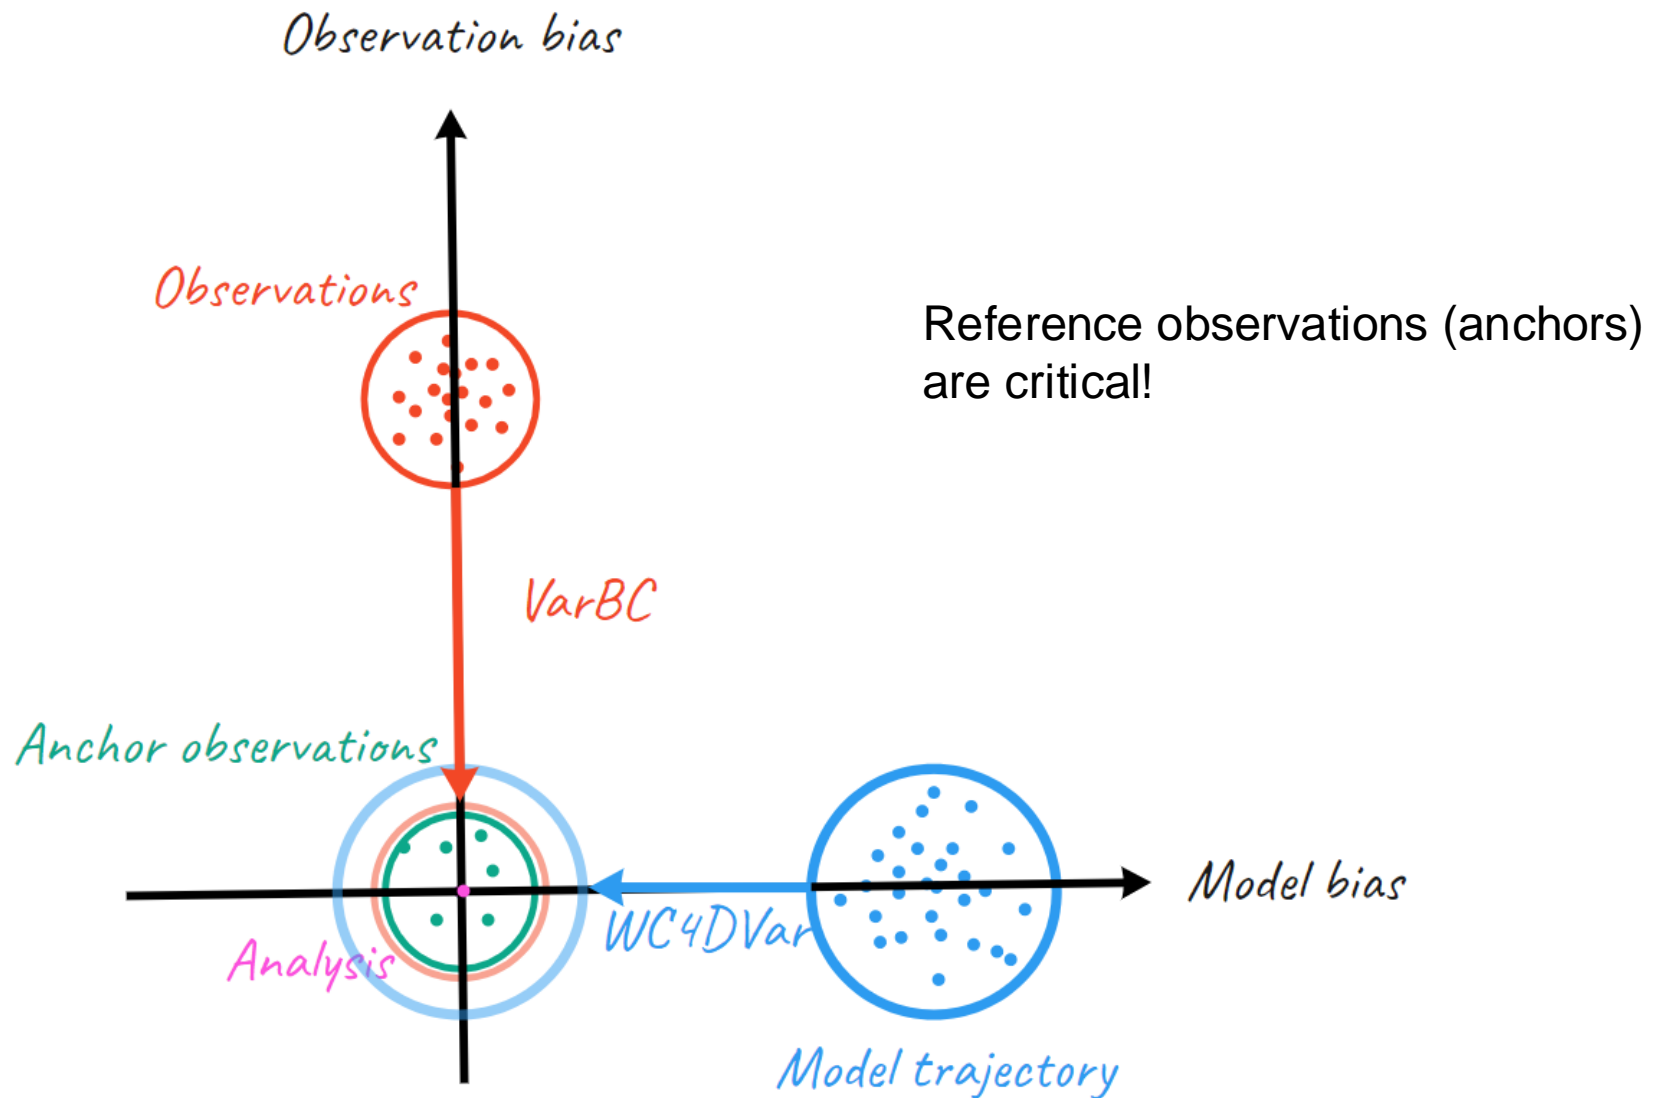 Observation bias
Observations
Reference observations (anchors)
are critical!
VarBC
Anchor observations
Model bias
WC4DVar
Analysis
Model trajectory